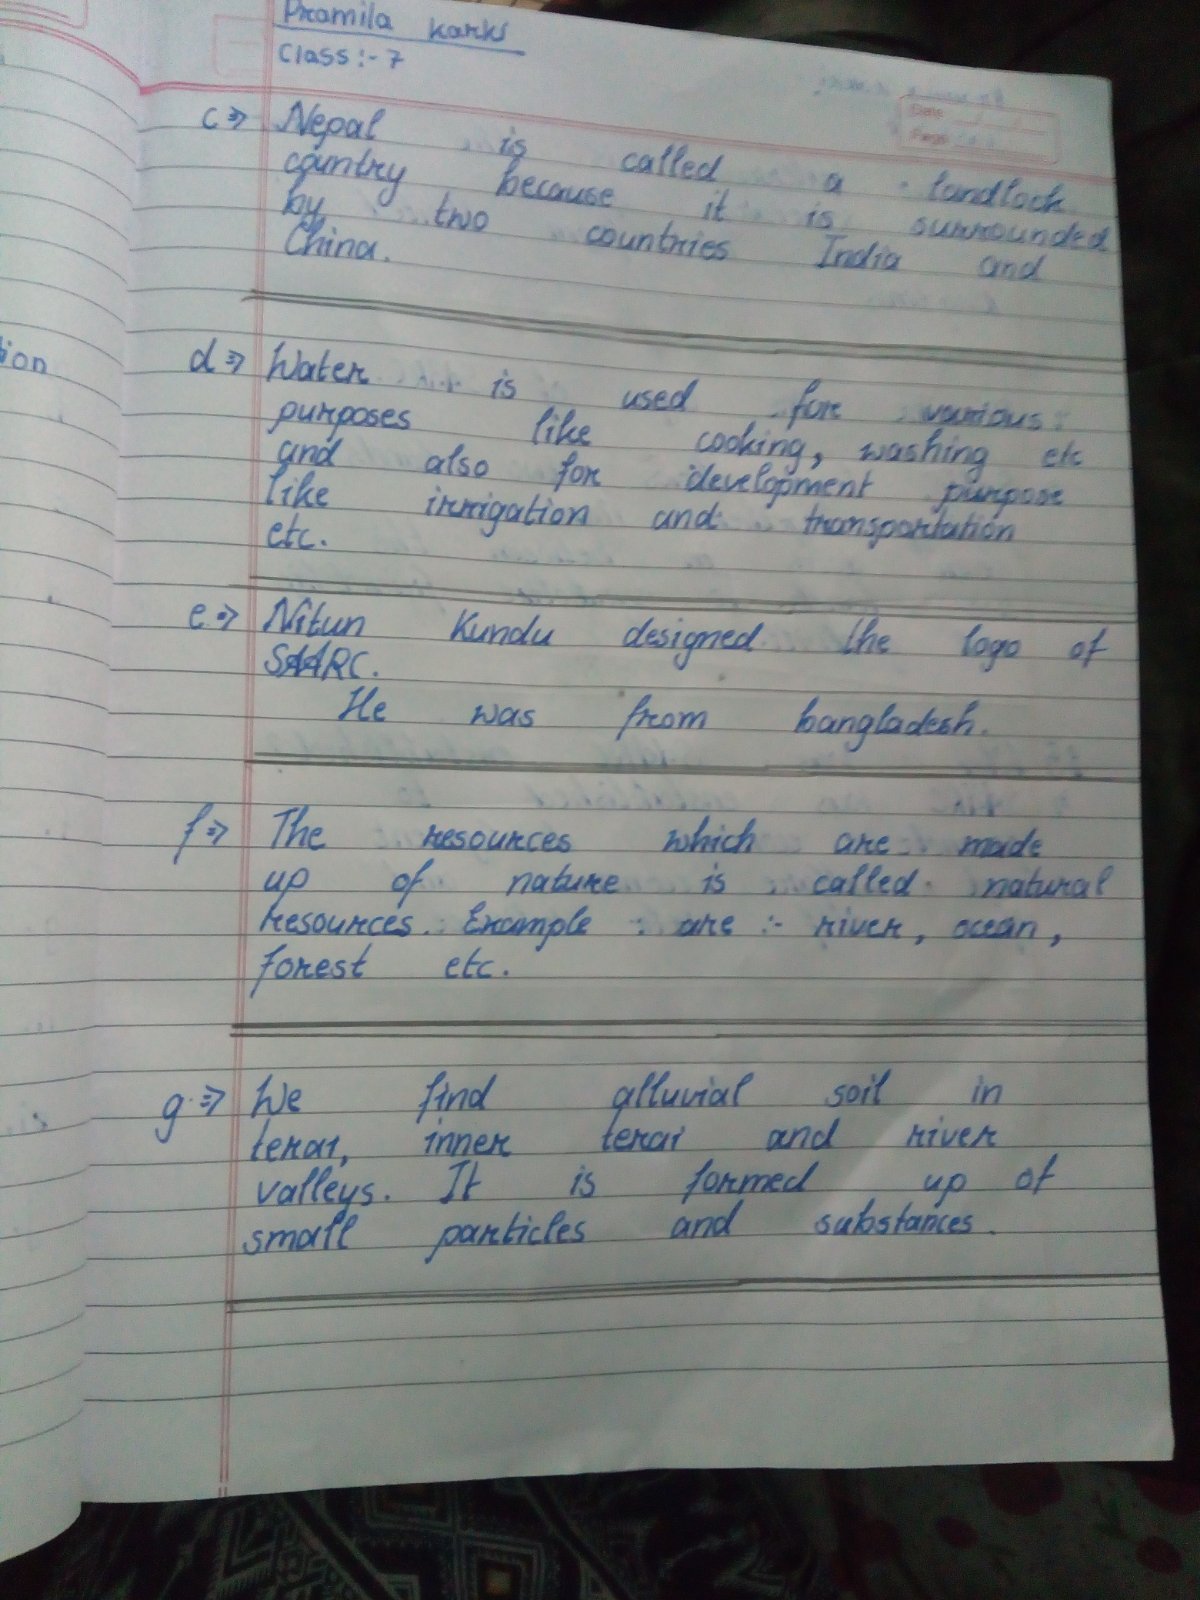 Pramila Karki
Class :- 7
Date
Page
c⇒ Nepal is called a landlock
country because it is surrounded
by two countries India and
China.
d⇒ Water is used for various
purposes like cooking, washing etc
and also for development purpose
like irrigation and transportation
etc.
e⇒ Nitun Kundu designed the logo of
SAARC.
He was from bangladesh.
f⇒ The resources which are made
up of nature is called natural
resources. Example are :- river, ocean,
forest etc.
g⇒ We find alluvial soil in
terai, inner terai and river
valleys. It is formed up of
small particles and substances.